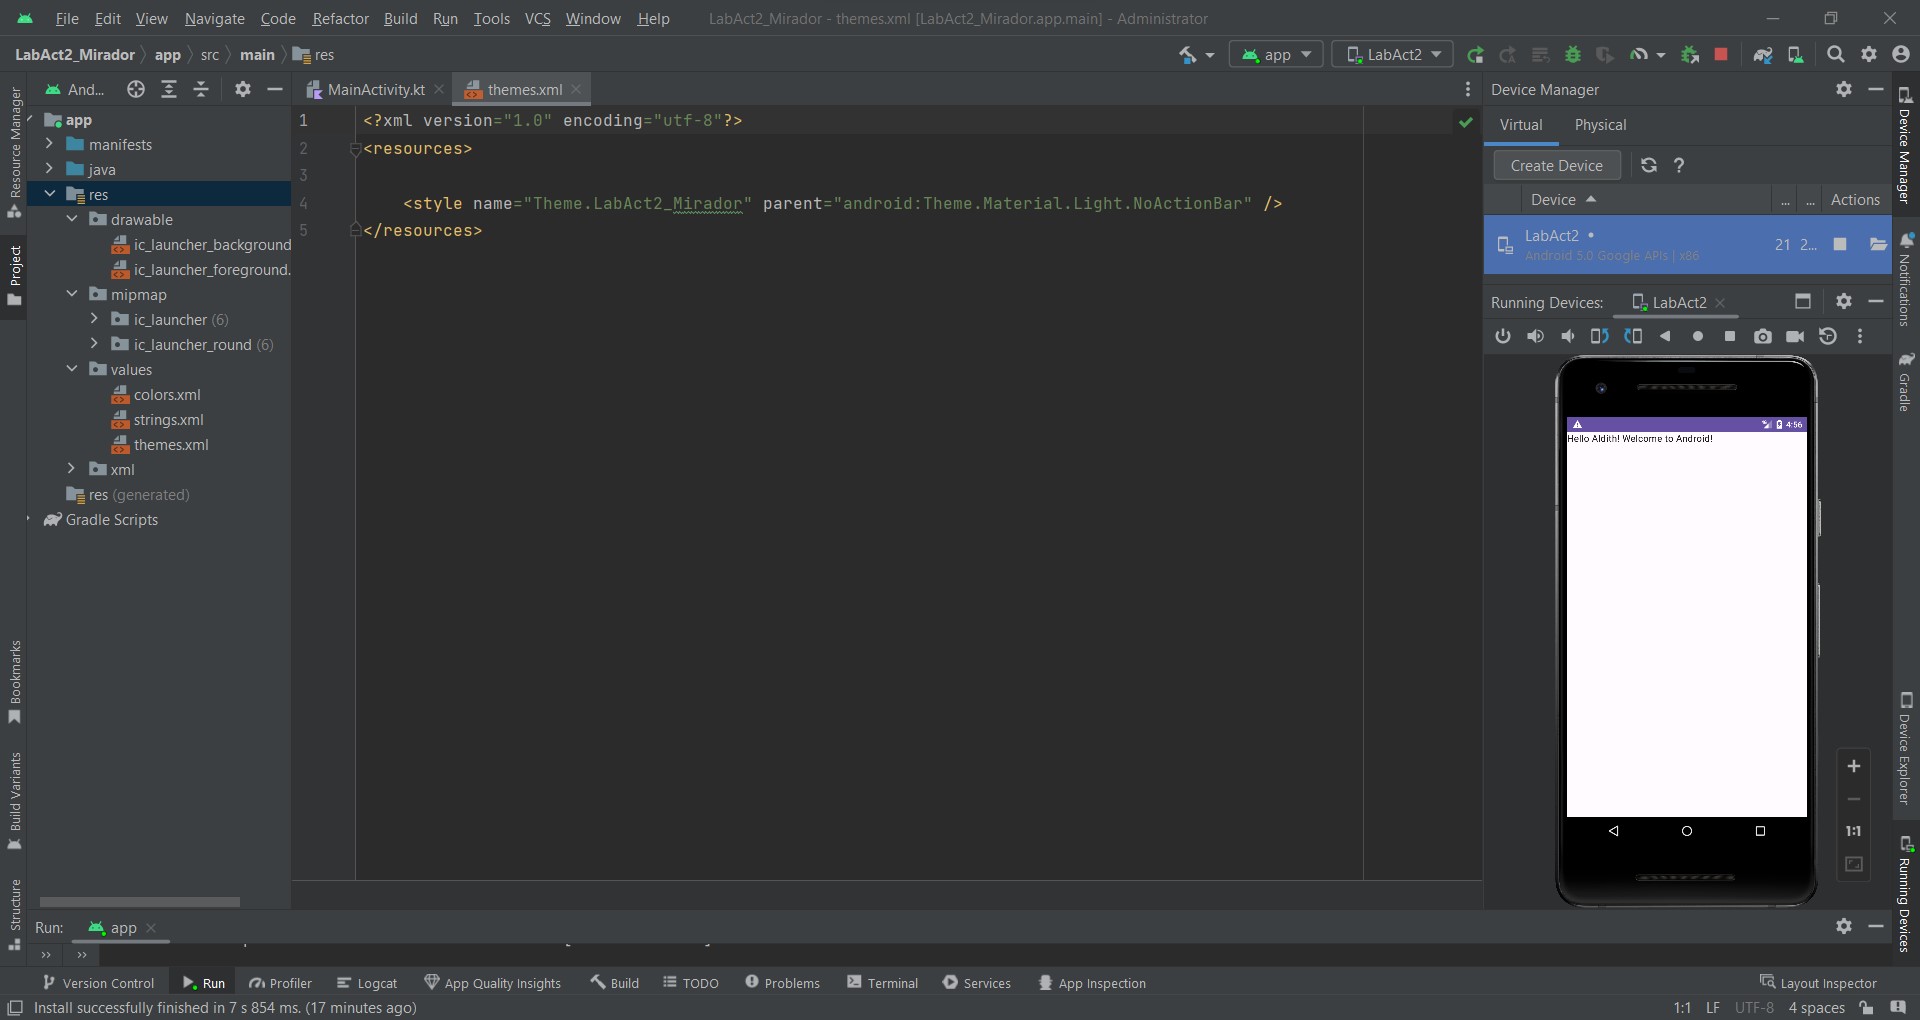 File Edit View Navigate Code Refactor Build Run Tools VCS Window Help LabAct2_Mirador - themes.xml [LabAct2_Mirador.app.main] - Administrator
LabAct2_Mirador app src main res app LabAct2
And... MainActivity.kt themes.xml Device Manager
Resource Manager
Project
Bookmarks
Build Variants
Structure
app
manifests
java
res
drawable
ic_launcher_background
ic_launcher_foreground.
mipmap
ic_launcher (6)
ic_launcher_round (6)
values
colors.xml
strings.xml
themes.xml
xml
res (generated)
Gradle Scripts
1 <?xml version="1.0" encoding="utf-8"?>
2 <resources>
3
4 <style name="Theme.LabAct2_Mirador" parent="android:Theme.Material.Light.NoActionBar" />
5 </resources>
Virtual Physical
Create Device ?
Device ... ... Actions
LabAct2 • 21 2...
Android 5.0 Google APIs | x86
Running Devices: LabAct2
4:56
Hello Aldith! Welcome to Android!
1:1
Device Manager
Notifications
Gradle
Device Explorer
Running Devices
Run: app
Version Control Run Profiler Logcat App Quality Insights Build TODO Problems Terminal Services App Inspection Layout Inspector
Install successfully finished in 7 s 854 ms. (17 minutes ago) 1:1 LF UTF-8 4 spaces